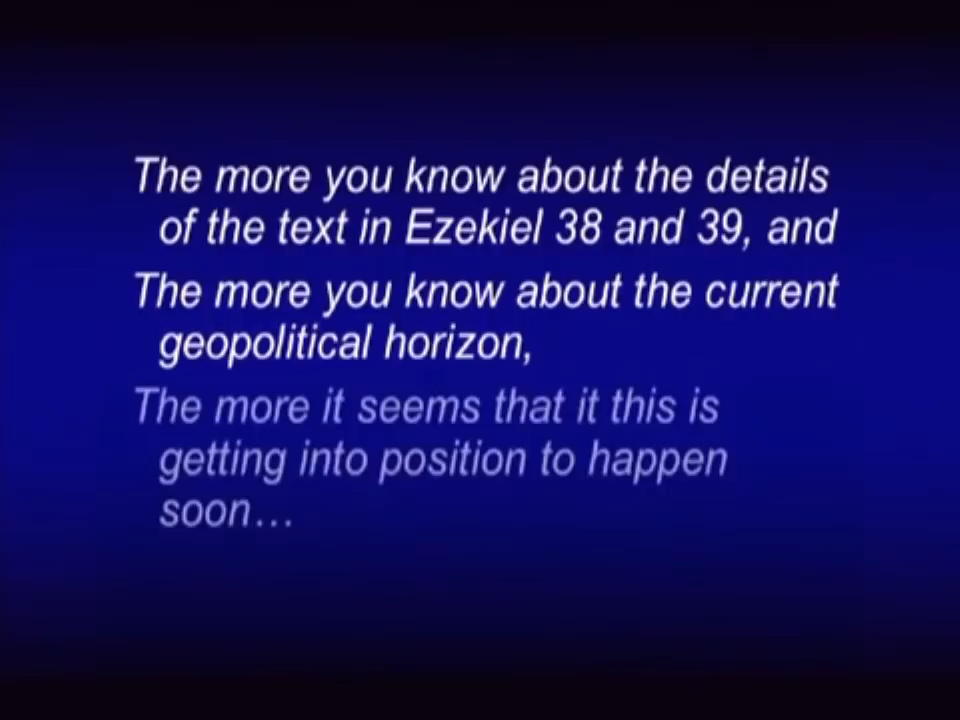 The more you know about the details
of the text in Ezekiel 38 and 39, and
The more you know about the current
geopolitical horizon,
The more it seems that it this is
getting into position to happen
soon…